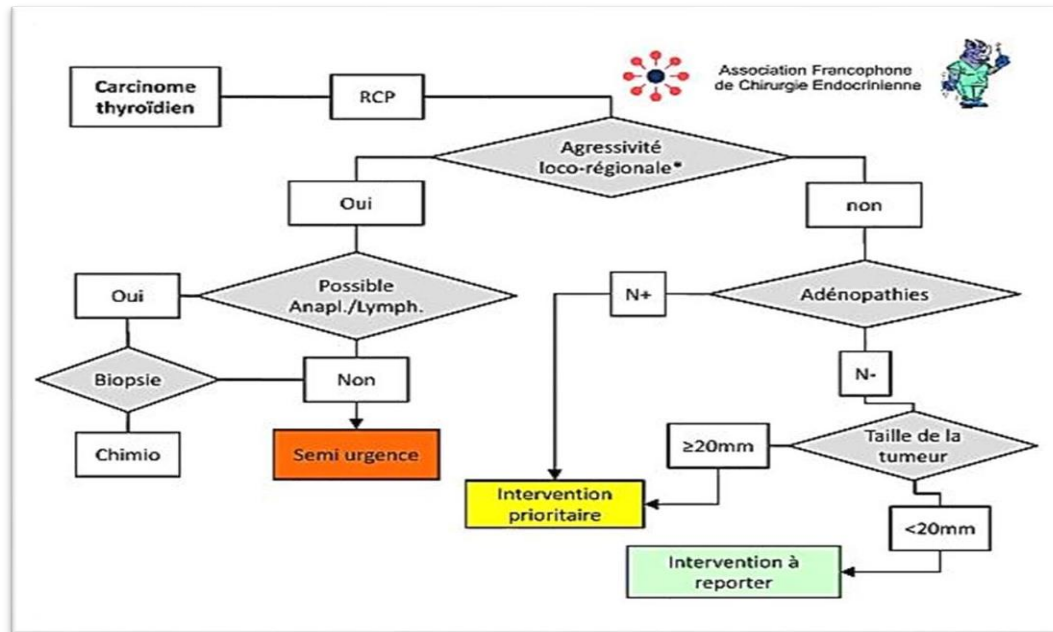 Association Francophone
de Chirurgie Endocrinienne
Carcinome
thyroïdien
RCP
Agressivité
loco-régionale*
Oui
non
Possible
Anapl./Lymph.
Oui
N+
Adénopathies
Biopsie
Non
N-
Chimio
Semi urgence
≥20mm
Taille de la
tumeur
Intervention
prioritaire
<20mm
Intervention à
reporter